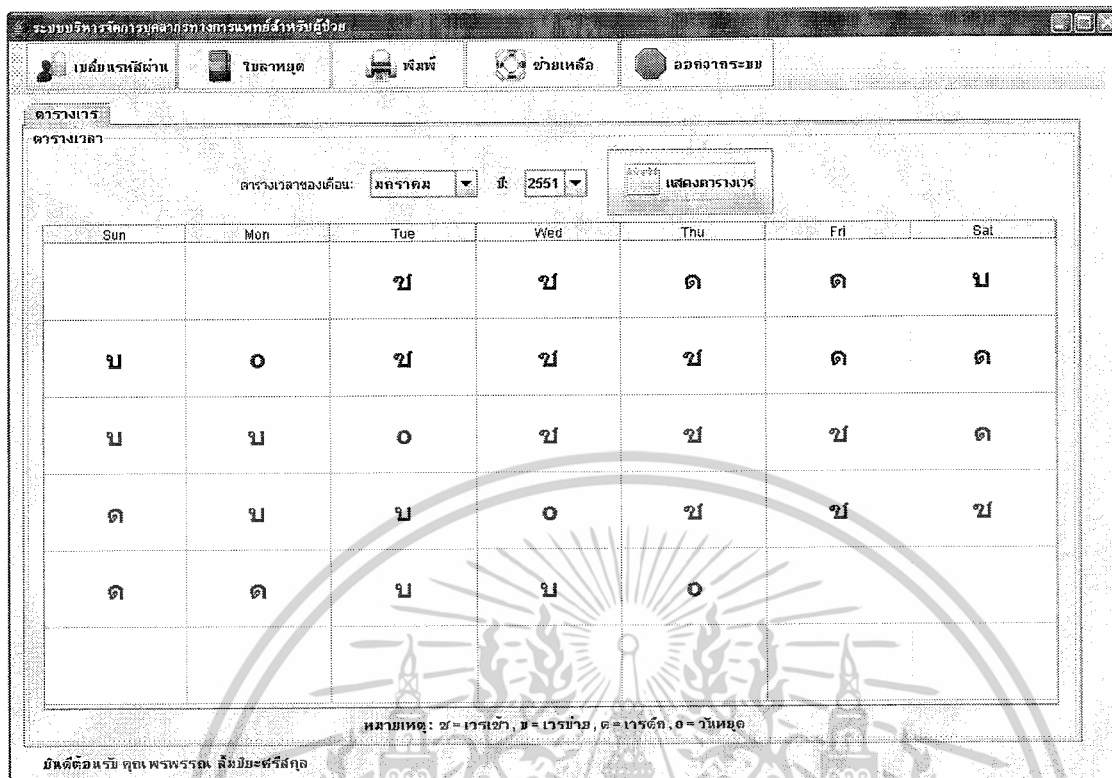 ระบบบริหารจัดการบุคลากรทางการแพทย์สำหรับผู้ป่วย
เปลี่ยนรหัสผ่าน ใบลาหยุด พิมพ์ ช่วยเหลือ ออกจากระบบ
ตารางเวร
ตารางเวลา
ตารางเวลาของเดือน: มกราคม ปี: 2551 แสดงตารางเวร
Sun Mon Tue Wed Thu Fri Sat
ช ช ด ด บ
บ o ช ช ช ด ด
บ บ o ช ช ช ด
ด บ บ o ช ช ช
ด ด บ บ o
หมายเหตุ: ช = เวรเช้า , บ = เวรบ่าย , ด = เวรดึก , o = วันหยุด
ยินดีต้อนรับ คุณ พรพรรณ